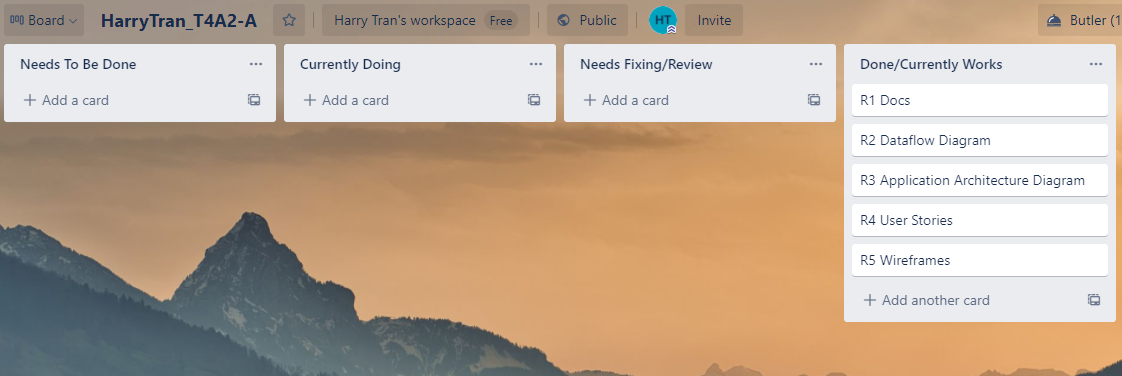 Board
HarryTran_T4A2-A
Harry Tran's workspace Free
Public
HT
Invite
Butler (1
Needs To Be Done
Add a card
Currently Doing
Add a card
Needs Fixing/Review
Add a card
Done/Currently Works
R1 Docs
R2 Dataflow Diagram
R3 Application Architecture Diagram
R4 User Stories
R5 Wireframes
Add another card